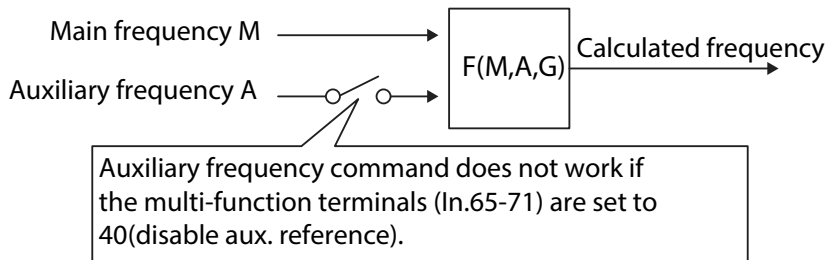 Main frequency M
Auxiliary frequency A
F(M,A,G)
Calculated frequency
Auxiliary frequency command does not work if
the multi-function terminals (In.65-71) are set to
40(disable aux. reference).